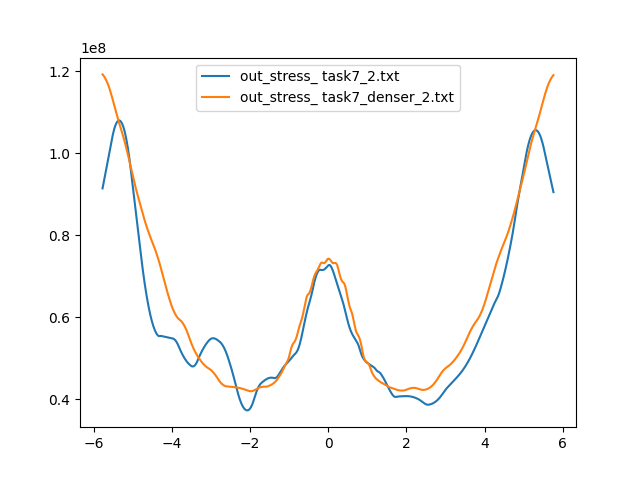 1e8
out_stress_ task7_2.txt
out_stress_ task7_denser_2.txt
1.2
1.0
0.8
0.6
0.4
−6 −4 −2 0 2 4 6